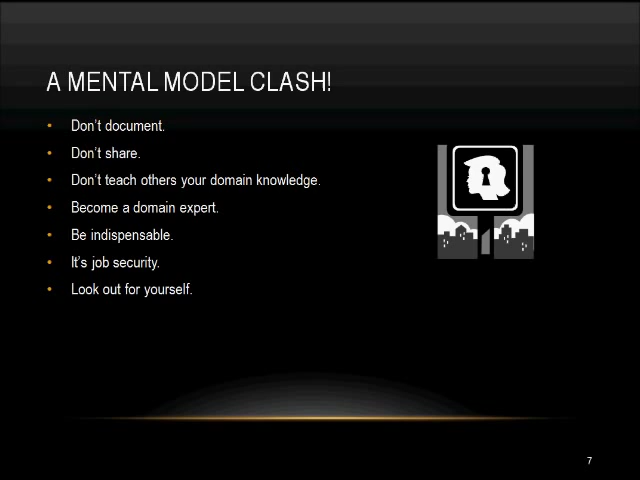 A MENTAL MODEL CLASH!
• Don't document.
• Don't share.
• Don't teach others your domain knowledge.
• Become a domain expert.
• Be indispensable.
• It's job security.
• Look out for yourself.
7